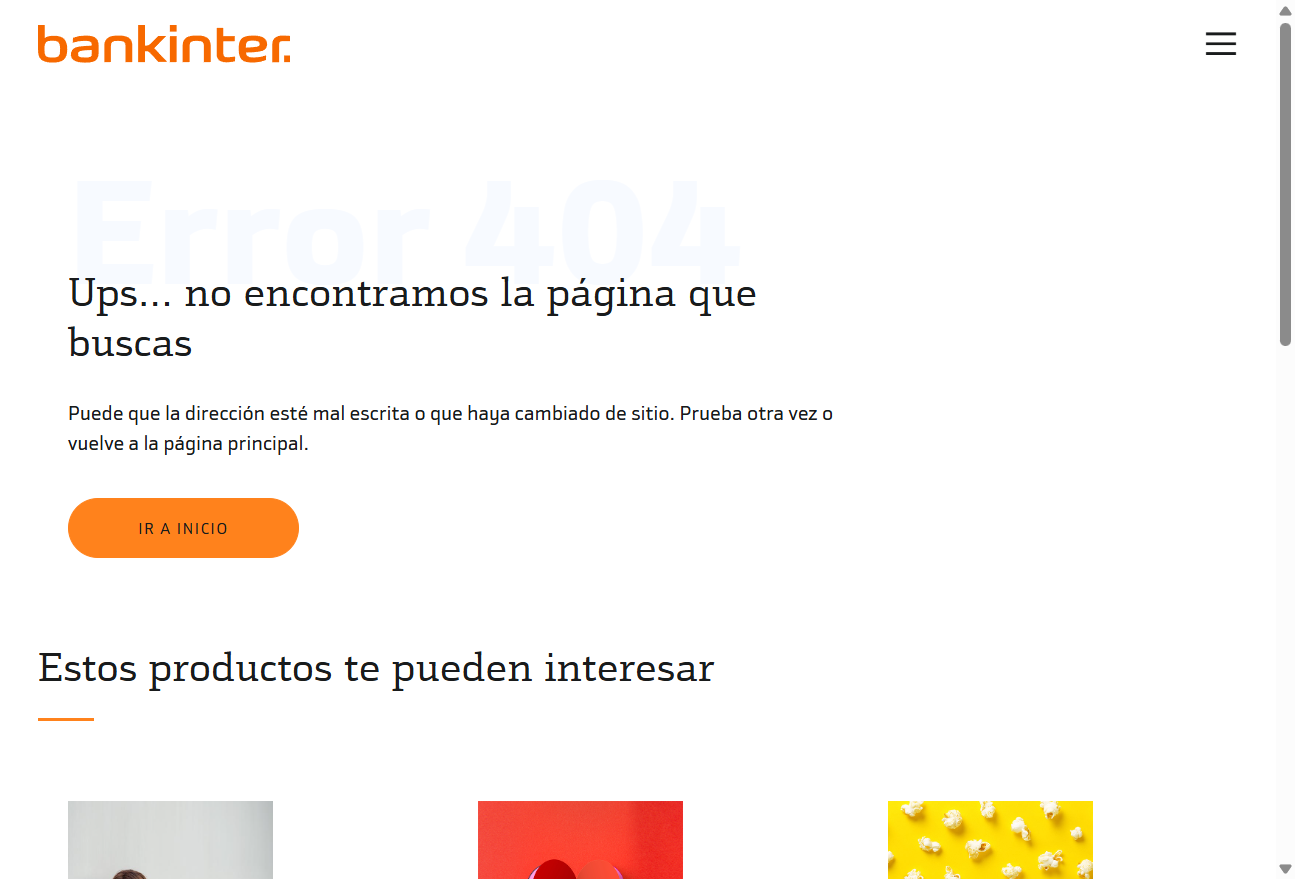 bankinter.
Error 404
Ups... no encontramos la página que
buscas
Puede que la dirección esté mal escrita o que haya cambiado de sitio. Prueba otra vez o
vuelve a la página principal.
IR A INICIO
Estos productos te pueden interesar